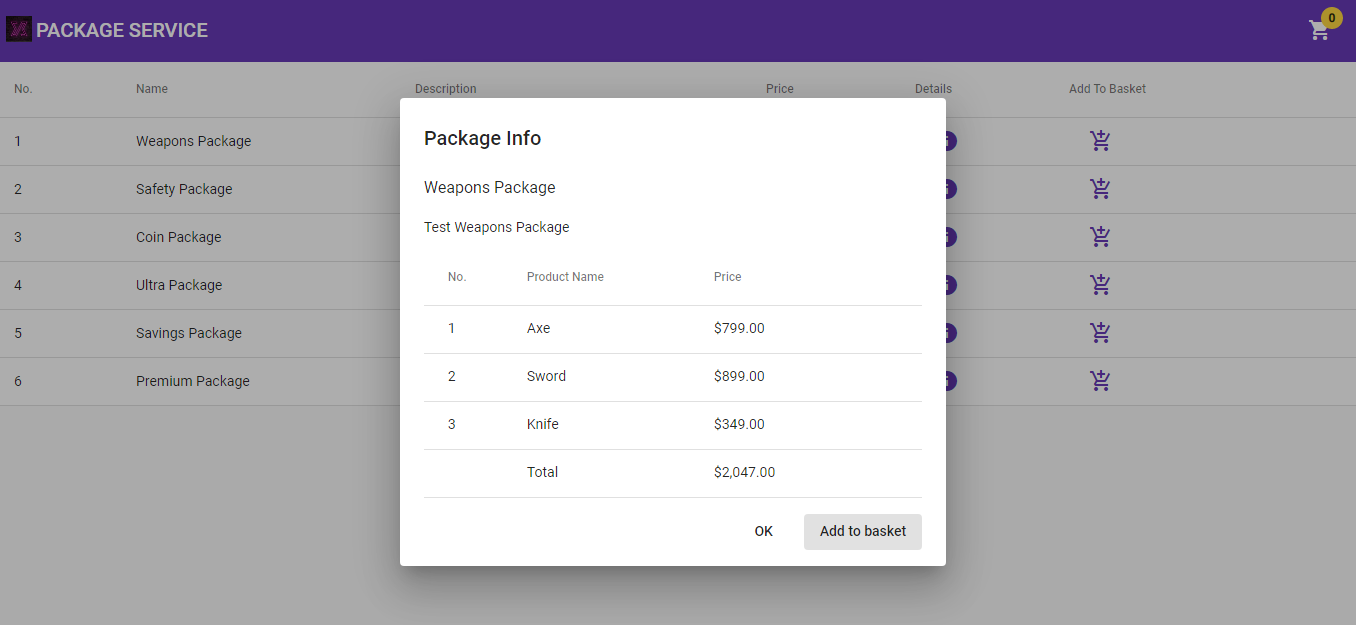 PACKAGE SERVICE
0
No. Name Description Price Details Add To Basket
1 Weapons Package
2 Safety Package
3 Coin Package
4 Ultra Package
5 Savings Package
6 Premium Package
Package Info
Weapons Package
Test Weapons Package
No. Product Name Price
1 Axe $799.00
2 Sword $899.00
3 Knife $349.00
Total $2,047.00
OK Add to basket